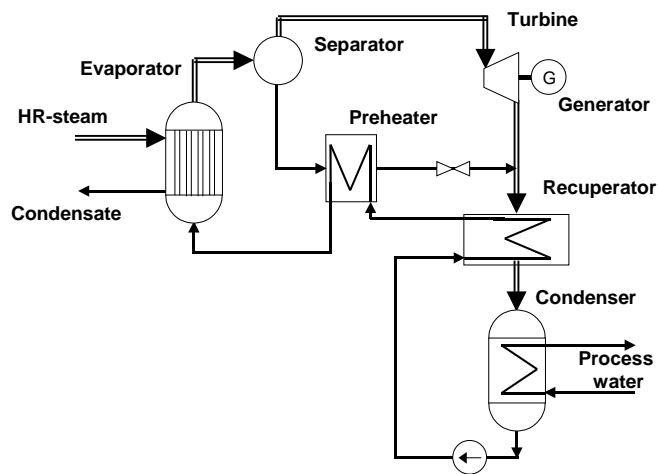 Turbine
Separator
Evaporator
G
Generator
HR-steam
Preheater
Recuperator
Condensate
Condenser
Process
water